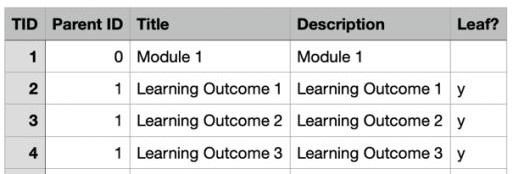 TID Parent ID Title Description Leaf?
1 0 Module 1 Module 1
2 1 Learning Outcome 1 Learning Outcome 1 y
3 1 Learning Outcome 2 Learning Outcome 2 y
4 1 Learning Outcome 3 Learning Outcome 3 y